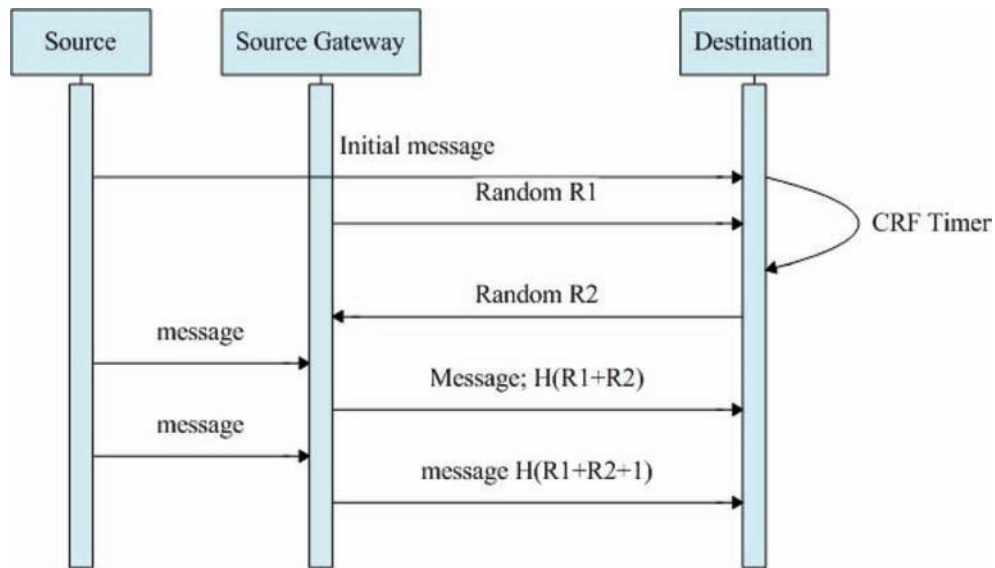 Source
Source Gateway
Destination
Initial message
Random R1
CRF Timer
Random R2
message
Message; H(R1+R2)
message
message H(R1+R2+1)